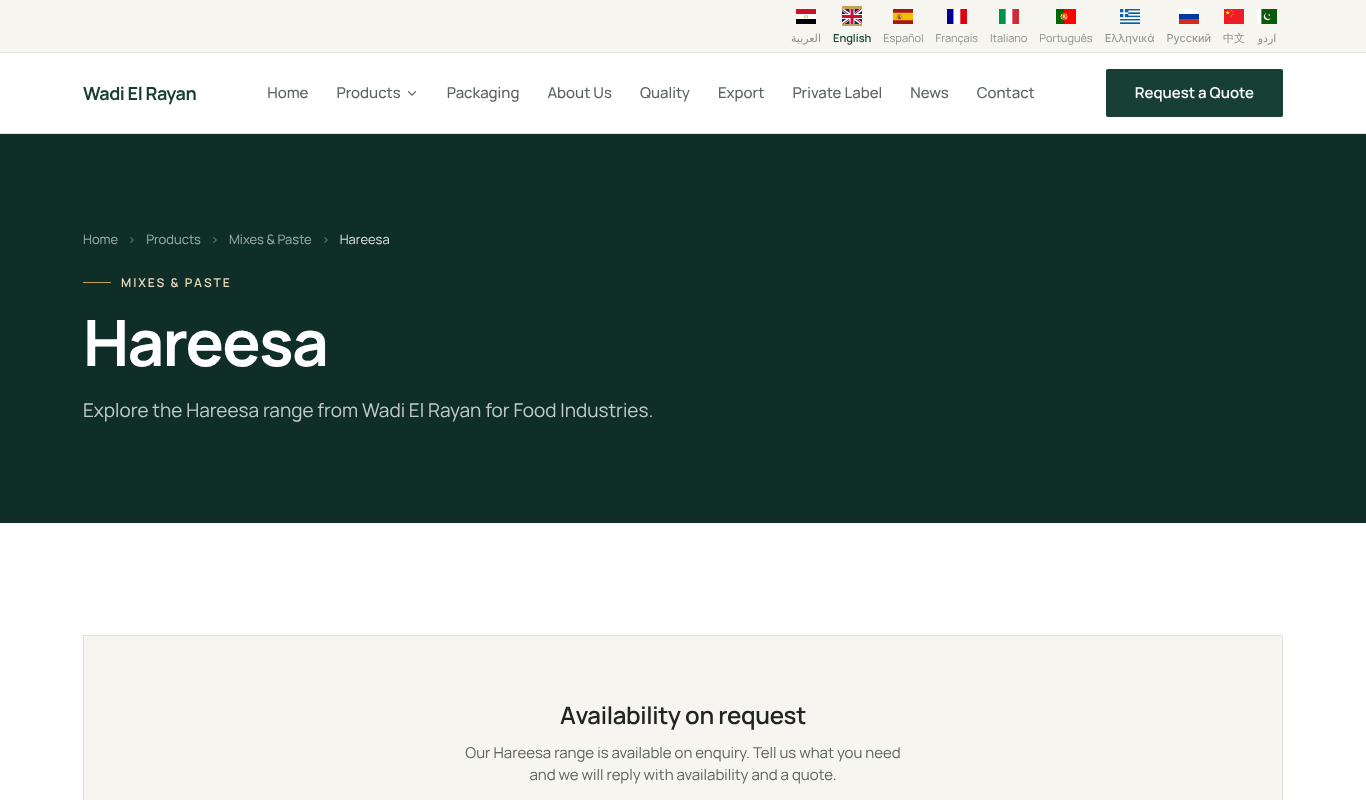 العربية English Español Français Italiano Português Ελληνικά Русский 中文 اردو
Wadi El Rayan Home Products Packaging About Us Quality Export Private Label News Contact Request a Quote
Home › Products › Mixes & Paste › Hareesa
MIXES & PASTE
Hareesa
Explore the Hareesa range from Wadi El Rayan for Food Industries.
Availability on request
Our Hareesa range is available on enquiry. Tell us what you need
and we will reply with availability and a quote.